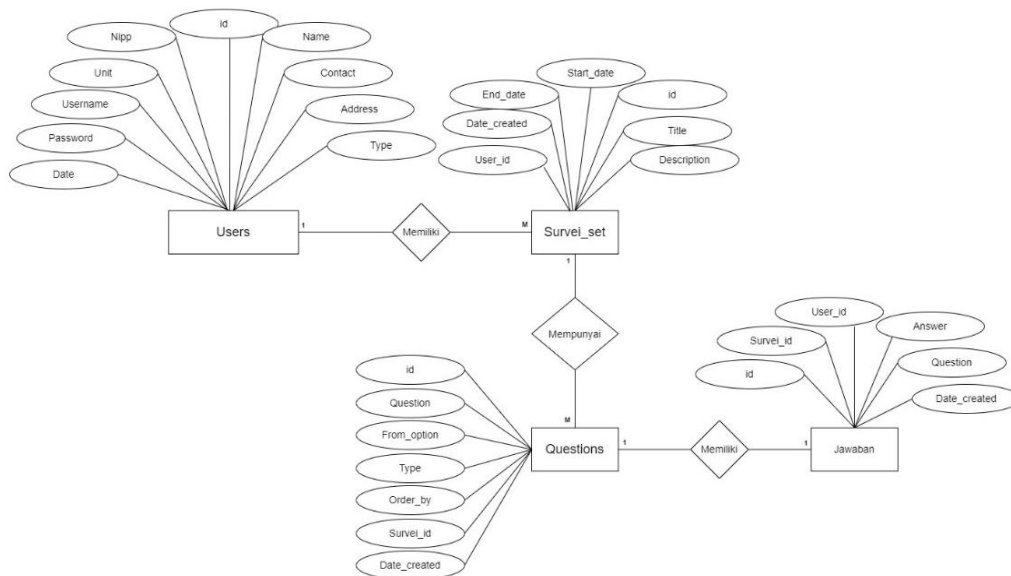 id
Nipp
Name
Unit
Contact
Username
Address
Password
Type
Date
Users
1
Memiliki
M
Start_date
End_date
id
Date_created
Title
User_id
Description
Survei_set
1
Mempunyai
M
id
Question
From_option
Type
Order_by
Survei_id
Date_created
Questions
1
Memiliki
1
User_id
Survei_id
Answer
id
Question
Date_created
Jawaban